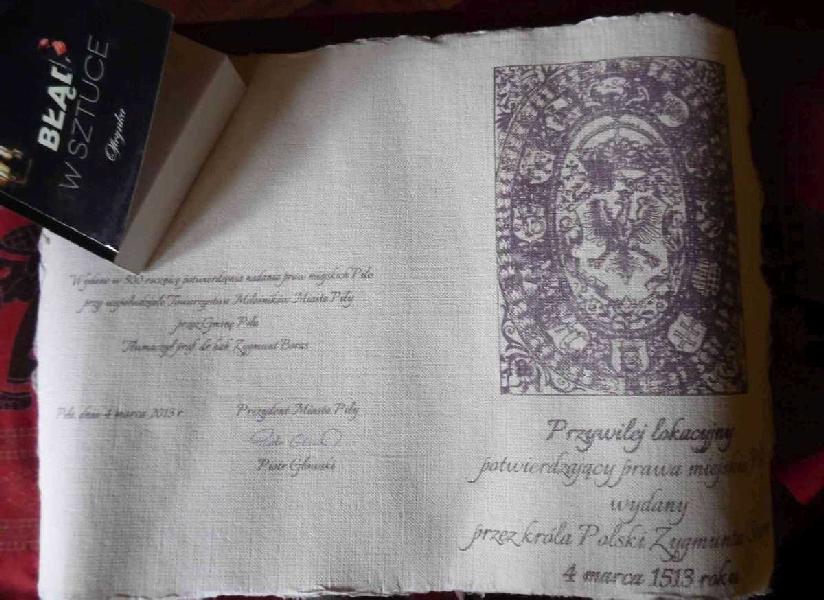 BŁĄD
W SZTUCE
Wydano w 500 rocznicę potwierdzenia nadania praw miejskich Pile
przy współudziale Towarzystwa Miłośników Miasta Piły
przez Gminę Piła
Tłumaczył prof. dr hab. Zygmunt Boras
Piła, dnia 4 marca 2013 r.
Prezydent Miasta Piły
Piotr Głowski
Przywilej lokacyjny
potwierdzający prawa miejskie
wydany
przez króla Polski Zygmunta
4 marca 1513 roku